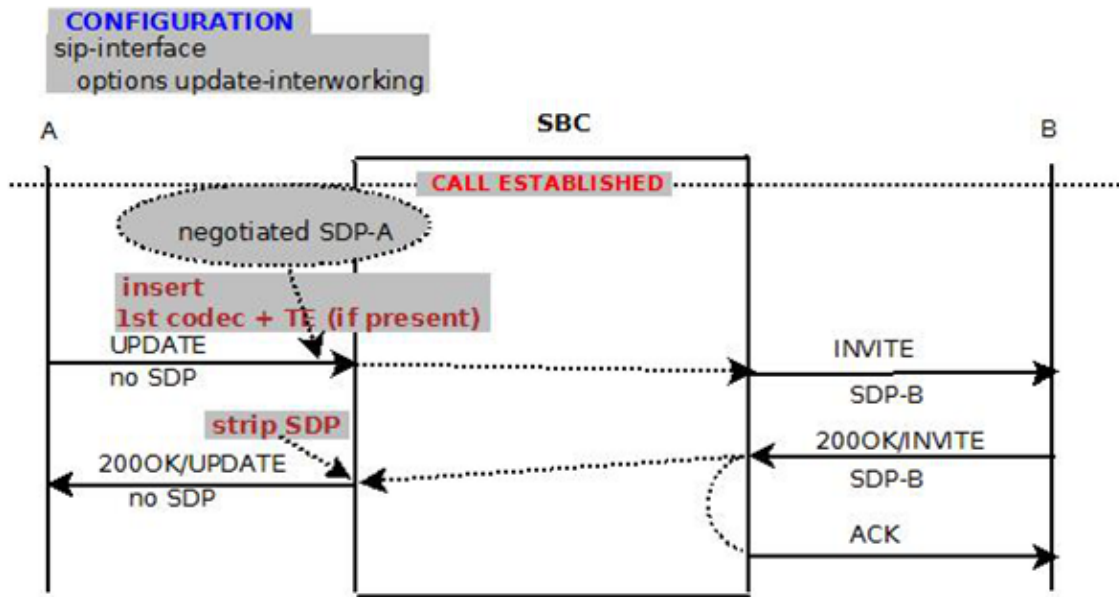 CONFIGURATION
sip-interface
options update-interworking
SBC
A
B
CALL ESTABLISHED
negotiated SDP-A
insert
1st codec + TE (if present)
UPDATE
no SDP
INVITE
SDP-B
strip SDP
200OK/INVITE
SDP-B
200OK/UPDATE
no SDP
ACK